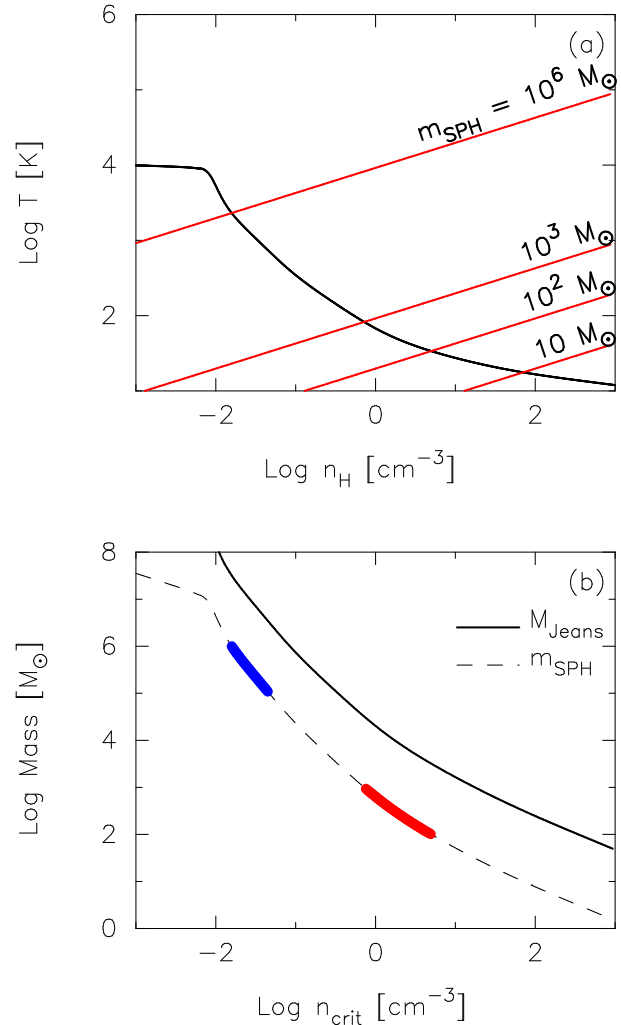 (a)
m_SPH = 10^6 M⊙
10^3 M⊙
10^2 M⊙
10 M⊙
6
4
2
Log T [K]
−2 0 2
Log n_H [cm^−3]
(b)
M_Jeans
m_SPH
8
6
4
2
0
Log Mass [M⊙]
−2 0 2
Log n_crit [cm^−3]